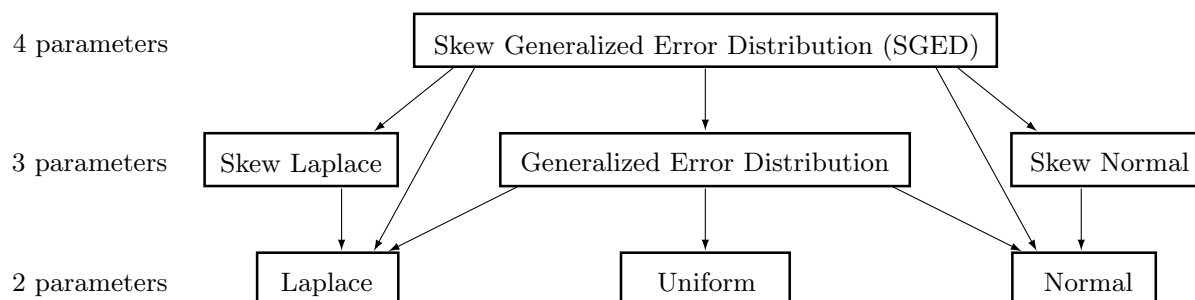 4 parameters
Skew Generalized Error Distribution (SGED)
3 parameters
Skew Laplace
Generalized Error Distribution
Skew Normal
2 parameters
Laplace
Uniform
Normal